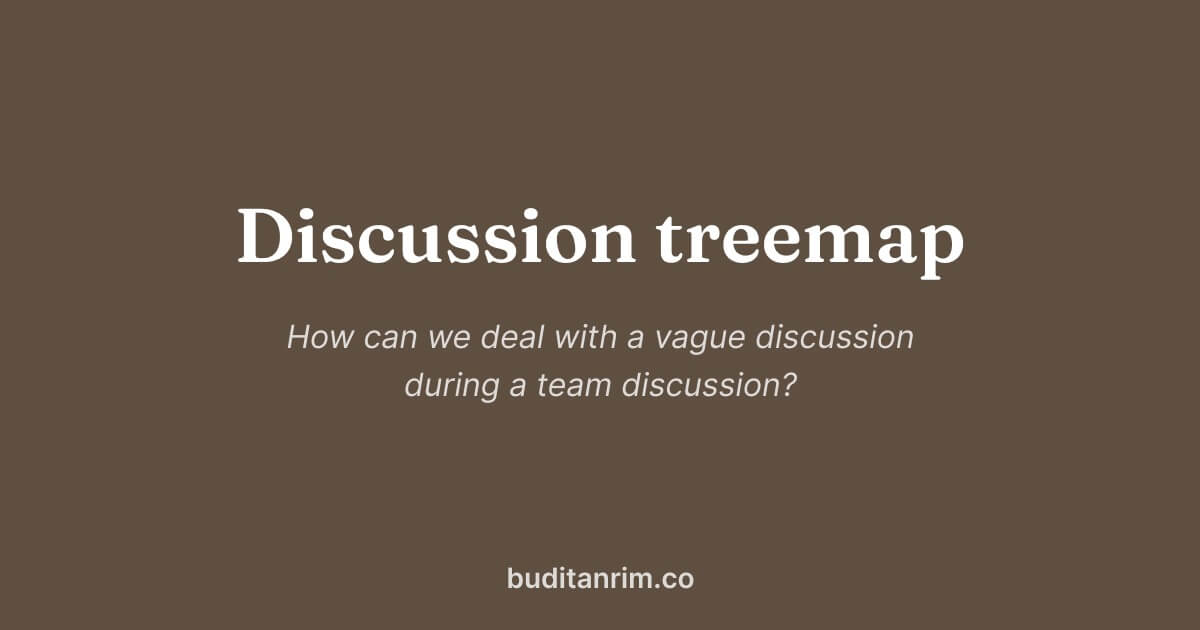 Discussion treemap
How can we deal with a vague discussion
during a team discussion?
buditanrim.co